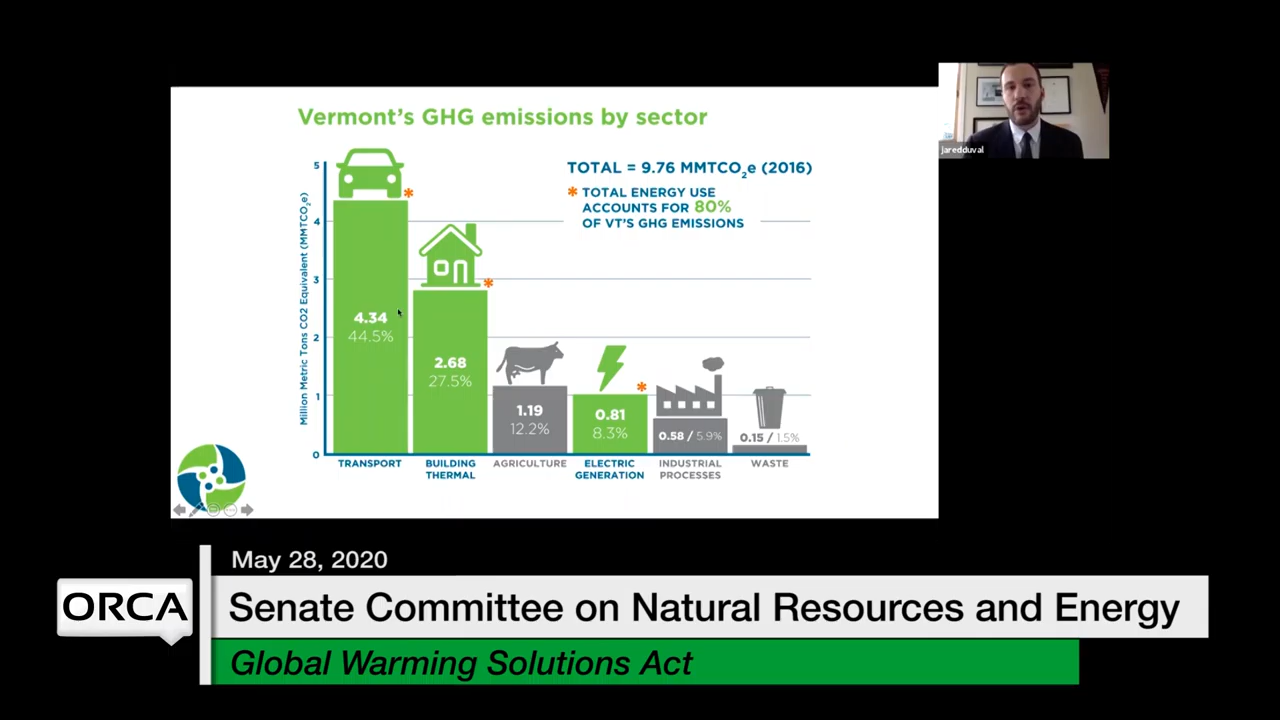 Vermont's GHG emissions by sector
TOTAL = 9.76 MMTCO2e (2016)
* TOTAL ENERGY USE
ACCOUNTS FOR 80%
OF VT'S GHG EMISSIONS
Million Metric Tons CO2 Equivalent (MMTCO2e)
5
4
3
2
1
0
*
4.34
44.5%
*
2.68
27.5%
1.19
12.2%
*
0.81
8.3%
0.58 / 5.9%
0.15 / 1.5%
TRANSPORT
BUILDING
THERMAL
AGRICULTURE
ELECTRIC
GENERATION
INDUSTRIAL
PROCESSES
WASTE
jaredduval
May 28, 2020
ORCA
Senate Committee on Natural Resources and Energy
Global Warming Solutions Act